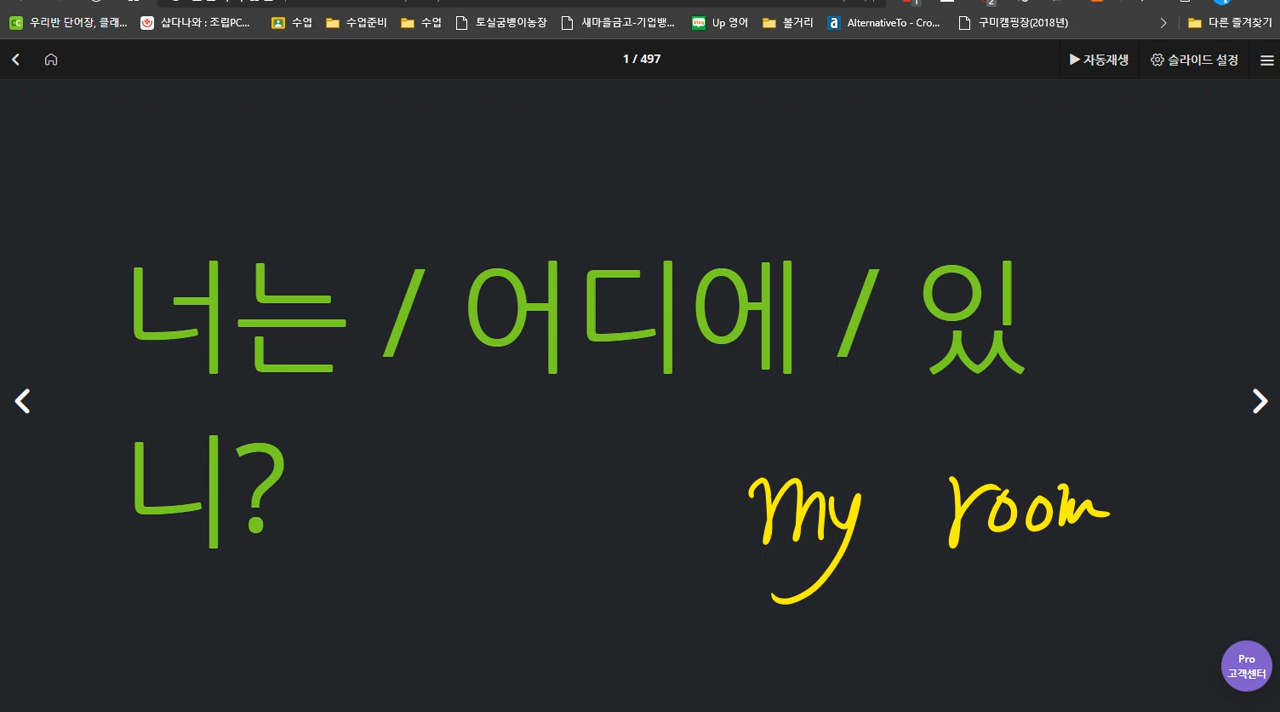 우리반 단어장, 클래... 샵다나와 : 조립PC... 수업 수업준비 수업 토실굼벵이농장 새마을금고-기업뱅... Up 영어 볼거리 AlternativeTo - Cro... 구미캠핑장(2018년) 다른 즐겨찾기
1 / 497 ▶자동재생 슬라이드 설정
너는 / 어디에 / 있
니?
my room
Pro
고객센터